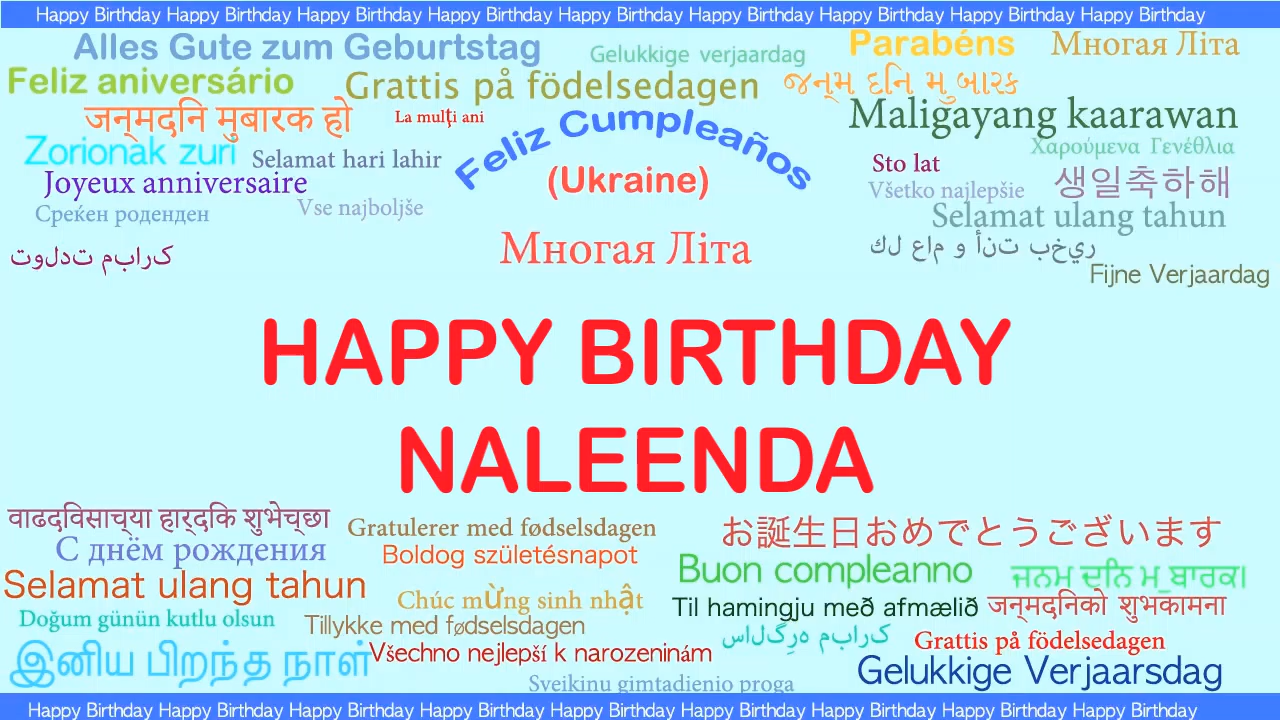 Happy Birthday Happy Birthday Happy Birthday Happy Birthday Happy Birthday Happy Birthday Happy Birthday Happy Birthday Happy Birthday
Alles Gute zum Geburtstag
Gelukkige verjaardag
Parabéns
Многая Літа
Feliz aniversário
Grattis på födelsedagen
જન્મ દિન મુ બારક
जन्मदिन मुबारक हो
La mulţi ani
Feliz Cumpleaños
Maligayang kaarawan
Zorionak zuri
Selamat hari lahir
Χαρούμενα Γενέθλια
Sto lat
Joyeux anniversaire
(Ukraine)
Všetko najlepšie
생일축하해
Среќен роденден
Vse najboljše
Selamat ulang tahun
Многая Літа
تولدت مبارک
كل عام و أنت بخير
Fijne Verjaardag
HAPPY BIRTHDAY
NALEENDA
वाढदिवसाच्या हार्दिक शुभेच्छा
Gratulerer med fødselsdagen
お誕生日おめでとうございます
С днём рождения
Boldog születésnapot
Buon compleanno
ਜਨਮ ਦਿਨ ਮੁਬਾਰਕ।
Selamat ulang tahun
Chúc mừng sinh nhật
Til hamingju með afmælið
जन्मदिनको शुभकामना
Doğum günün kutlu olsun
Tillykke med fødselsdagen
سالگرہ مبارک
Grattis på födelsedagen
இனிய பிறந்த நாள்
Všechno nejlepší k narozeninám
Gelukkige Verjaarsdag
Sveikinu gimtadienio proga
Happy Birthday Happy Birthday Happy Birthday Happy Birthday Happy Birthday Happy Birthday Happy Birthday Happy Birthday Happy Birthday